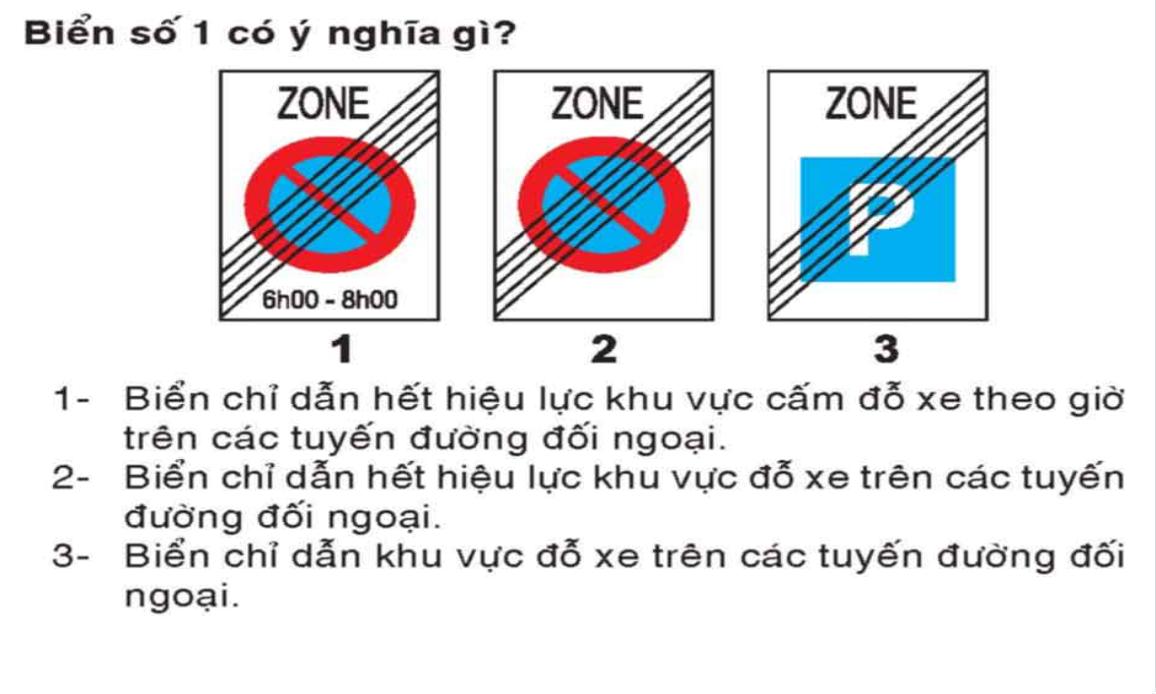 Biển số 1 có ý nghĩa gì?
ZONE ZONE ZONE
P
6h00 - 8h00
1 2 3
1- Biển chỉ dẫn hết hiệu lực khu vực cấm đỗ xe theo giờ
trên các tuyến đường đối ngoại.
2- Biển chỉ dẫn hết hiệu lực khu vực đỗ xe trên các tuyến
đường đối ngoại.
3- Biển chỉ dẫn khu vực đỗ xe trên các tuyến đường đối
ngoại.